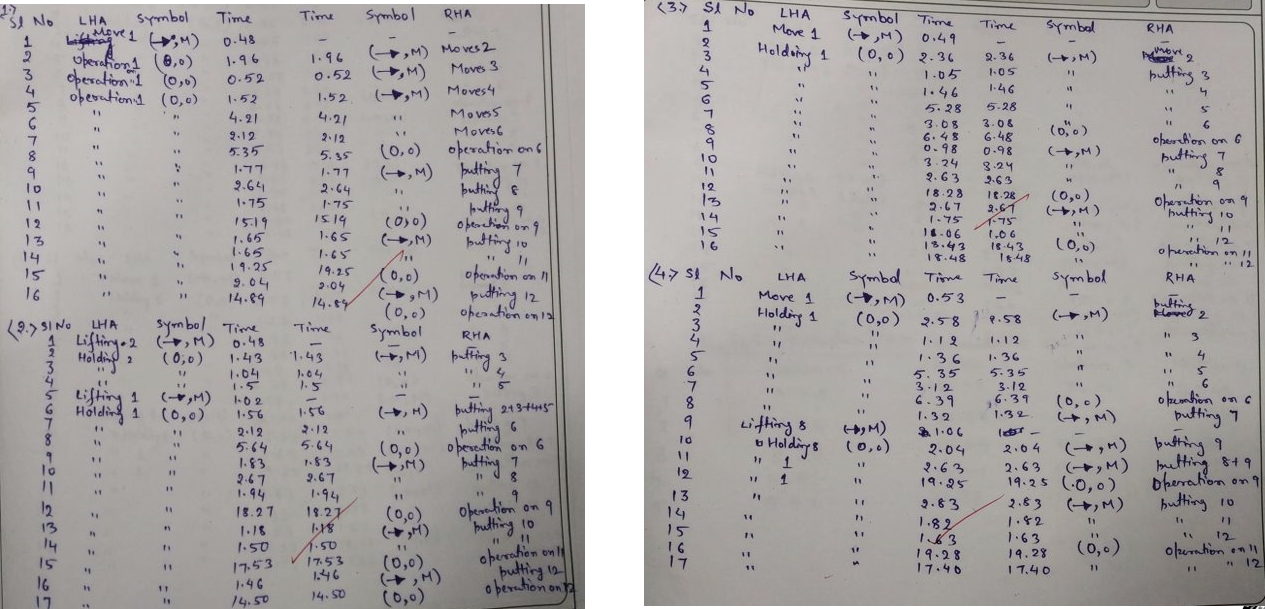 1.7 Sl No LHA Symbol Time Time Symbol RHA
1 Move 1 (→,M) 0.48 – – –
2 Operation 1 (0,0) 1.96 1.96 (→,M) Moves 2
3 operation 1 (0,0) 0.52 0.52 (→,M) Moves 3
4 operation 1 (0,0) 1.52 1.52 (→,M) Moves 4
5 " " 4.21 4.21 " Moves 5
6 " " 2.12 2.12 " Moves 6
7 " " 5.35 5.35 (0,0) operation on 6
8 " " 1.77 1.77 (→,M) putting 7
9 " " 2.64 2.64 " putting 8
10 " " 1.75 1.75 " putting 9
11 " " 15.19 15.19 (0,0) operation on 9
12 " " 1.65 1.65 (→,M) putting 10
13 " " 1.65 1.65 " " 11
14 " " 19.25 19.25 (0,0) operation on 11
15 " " 2.04 2.04 (→,M) putting 12
16 " " 14.89 14.89 (0,0) operation on 12
<2.> Sl No LHA Symbol Time Time Symbol RHA
1 Lifting 2 (→,M) 0.48 – – –
2 Holding 2 (0,0) 1.43 1.43 (→,M) putting 3
3 " " 1.04 1.04 " " 4
4 " " 1.5 1.5 " " 5
5 Lifting 1 (→,M) 1.02 – – –
6 Holding 1 (0,0) 1.56 1.56 (→,M) putting 2+3+4+5
7 " " 2.12 2.12 " putting 6
8 " " 5.64 5.64 (0,0) operation on 6
9 " " 1.83 1.83 (→,M) putting 7
10 " " 2.67 2.67 " " 8
11 " " 1.94 1.94 " " 9
12 " " 18.27 18.27 (0,0) Operation on 9
13 " " 1.18 1.18 (→,M) putting 10
14 " " 1.50 1.50 " " 11
15 " " 17.53 17.53 (0,0) operation on 11
16 " " 1.46 1.46 (→,M) putting 12
17 " " 14.50 14.50 (0,0) operation on 12
<3.> Sl No LHA Symbol Time Time Symbol RHA
1 Move 1 (→,M) 0.49 – – –
2 Holding 1 (0,0) 2.36 2.36 (→,M) move 2
3 " " 1.05 1.05 " putting 3
4 " " 1.46 1.46 " " 4
5 " " 5.28 5.28 " " 5
6 " " 3.08 3.08 " " 6
7 " " 6.48 6.48 (0,0) operation on 6
8 " " 0.98 0.98 (→,M) putting 7
9 " " 3.24 3.24 " " 8
10 " " 2.63 2.63 " " 9
11 " " 18.28 18.28 (0,0) operation on 9
12 " " 2.67 2.67 (→,M) putting 10
13 " " 1.75 1.75 " " 11
14 " " 18.06 1.06 " " 12
15 " " 18.43 18.43 (0,0) operation on 11
16 " " 18.48 18.48 " " " 12
<4.> Sl No LHA Symbol Time Time Symbol RHA
1 Move 1 (→,M) 0.53 – – –
2 Holding 1 (0,0) 2.58 2.58 (→,M) putting 2
3 " " 1.12 1.12 " " 3
4 " " 1.36 1.36 " " 4
5 " " 5.35 5.35 " " 5
6 " " 3.12 3.12 " " 6
7 " " 6.39 6.39 (0,0) operation on 6
8 " " 1.32 1.32 (→,M) putting 7
9 Lifting 8 (→,M) 1.06 – – –
10 Holding 8 (0,0) 2.04 2.04 (→,M) putting 9
11 " 1 " 2.63 2.63 (→,M) putting 8+9
12 " 1 " 19.25 19.25 (0,0) Operation on 9
13 " " 2.83 2.83 (→,M) putting 10
14 " " 1.82 1.82 " " 11
15 " " 1.63 1.63 " " 12
16 " " 19.28 19.28 (0,0) operation on 11
17 " " 17.40 17.40 " " " 12